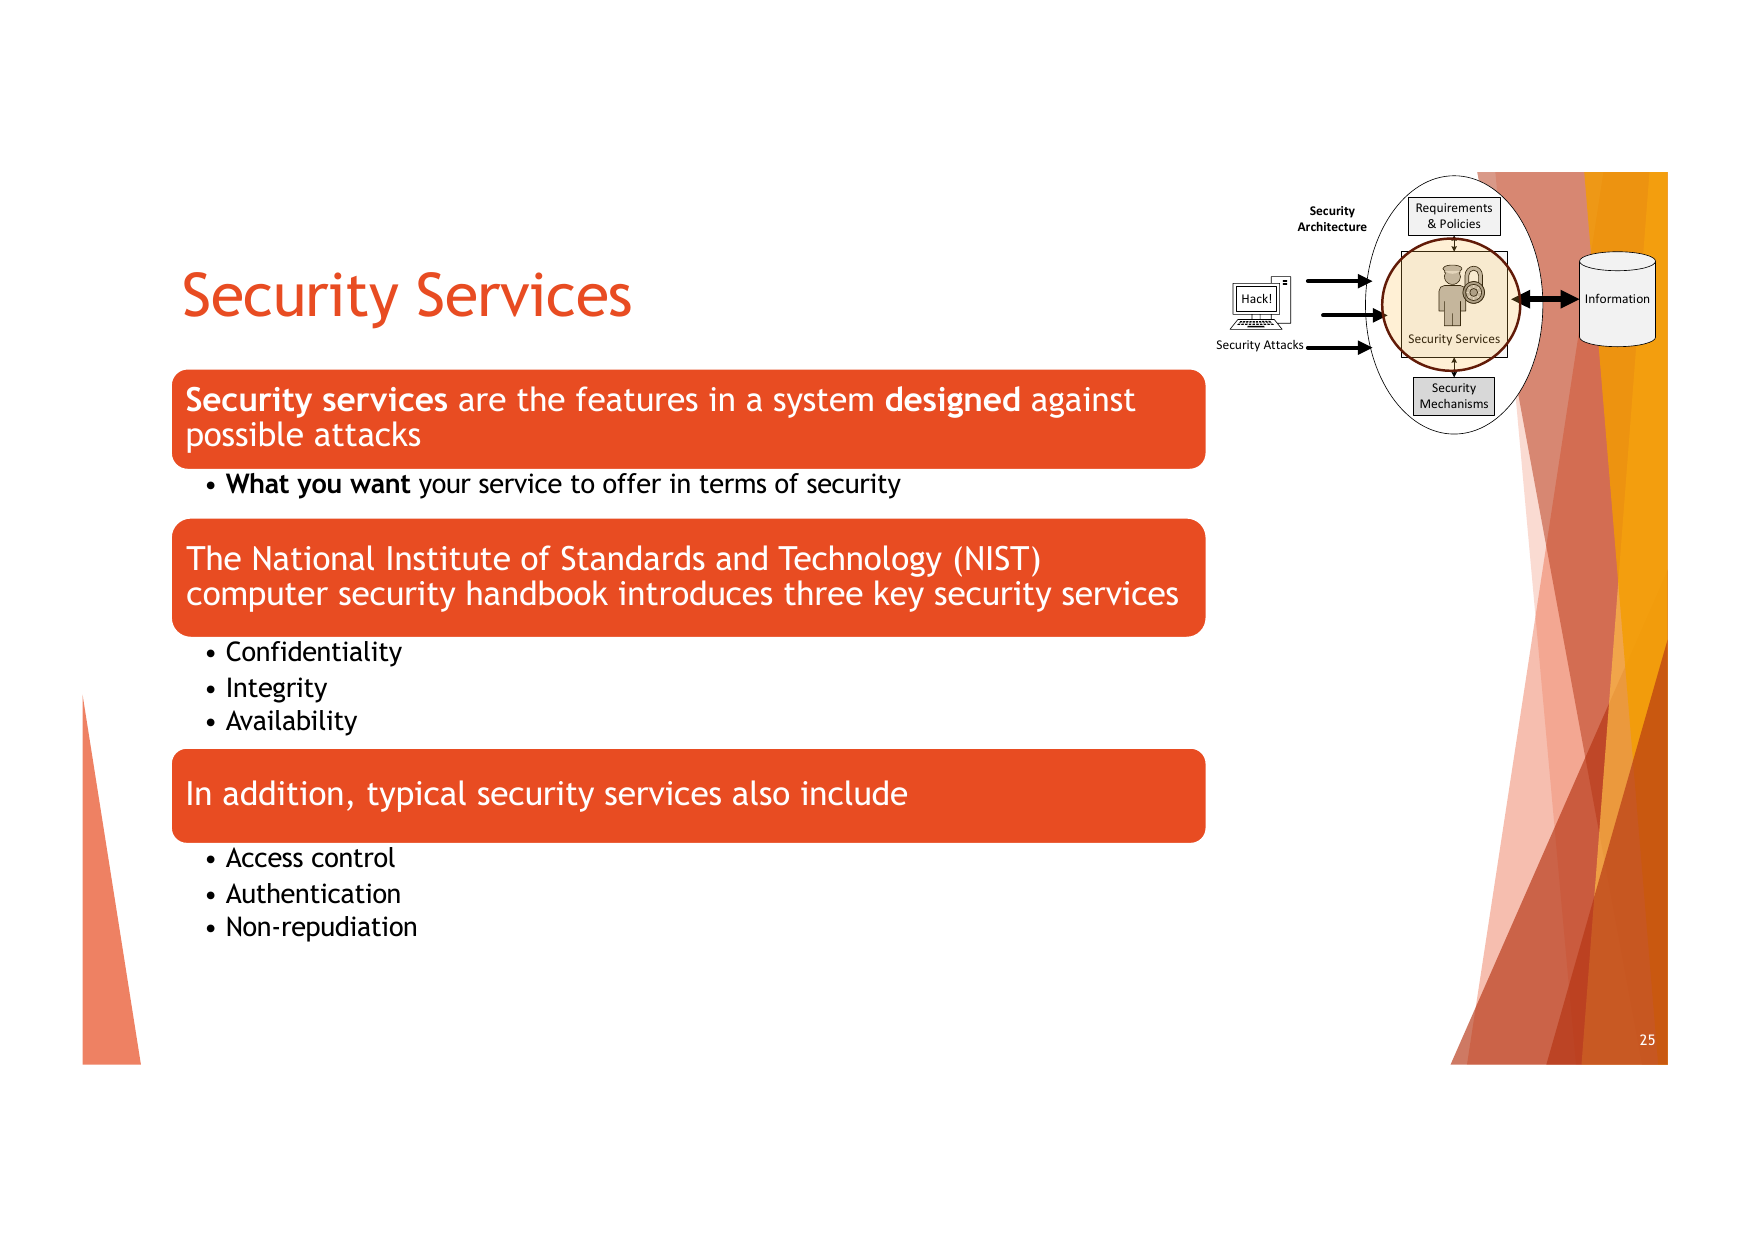 Security Services
Security services are the features in a system designed against
possible attacks
• What you want your service to offer in terms of security
The National Institute of Standards and Technology (NIST)
computer security handbook introduces three key security services
• Confidentiality
• Integrity
• Availability
In addition, typical security services also include
• Access control
• Authentication
• Non-repudiation
Security
Architecture
Requirements
& Policies
Hack!
Security Attacks
Security Services
Information
Security
Mechanisms
25